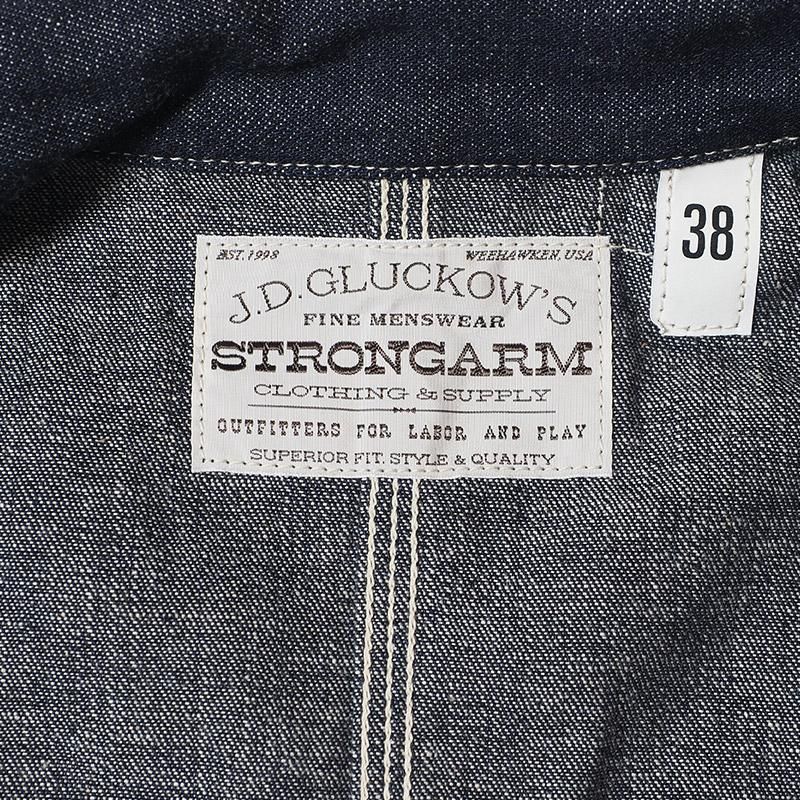 EST. 1998 WEEHAWKEN, USA
J.D. GLUCKOW'S
FINE MENSWEAR
STRONGARM
CLOTHING & SUPPLY
OUTFITTERS FOR LABOR AND PLAY
SUPERIOR FIT, STYLE & QUALITY
38